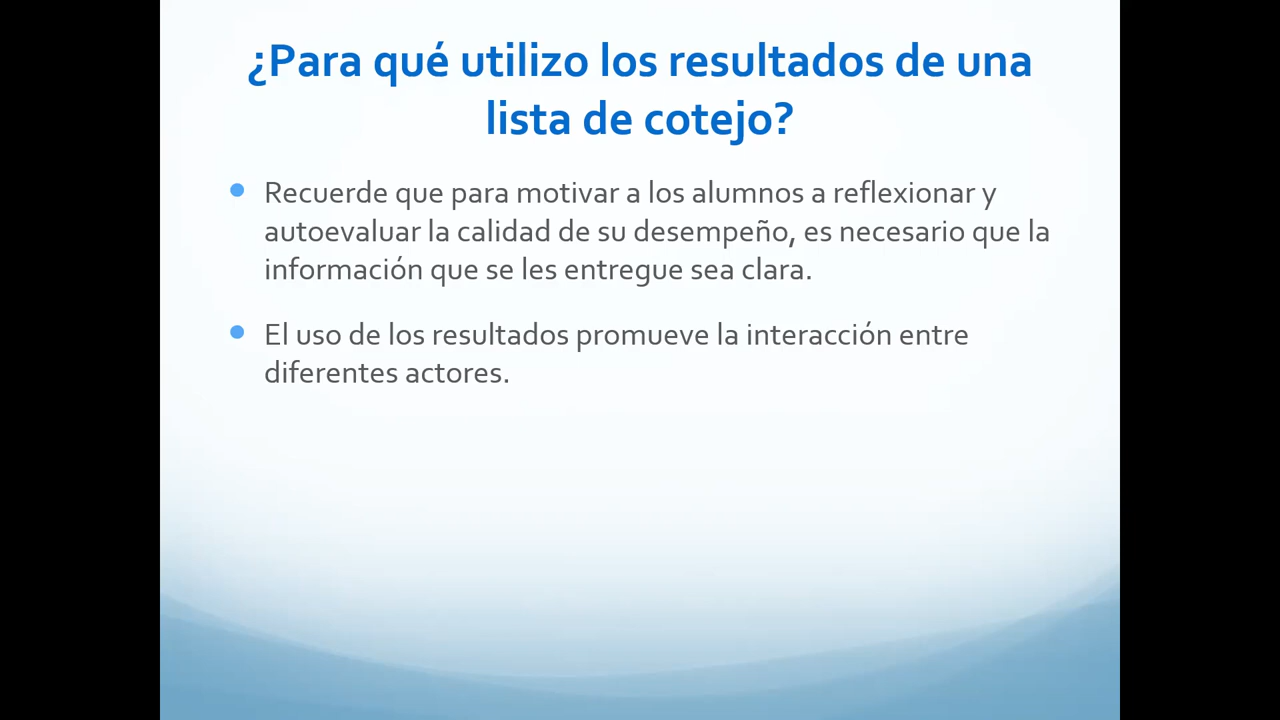 ¿Para qué utilizo los resultados de una
lista de cotejo?
Recuerde que para motivar a los alumnos a reflexionar y
autoevaluar la calidad de su desempeño, es necesario que la
información que se les entregue sea clara.
El uso de los resultados promueve la interacción entre
diferentes actores.